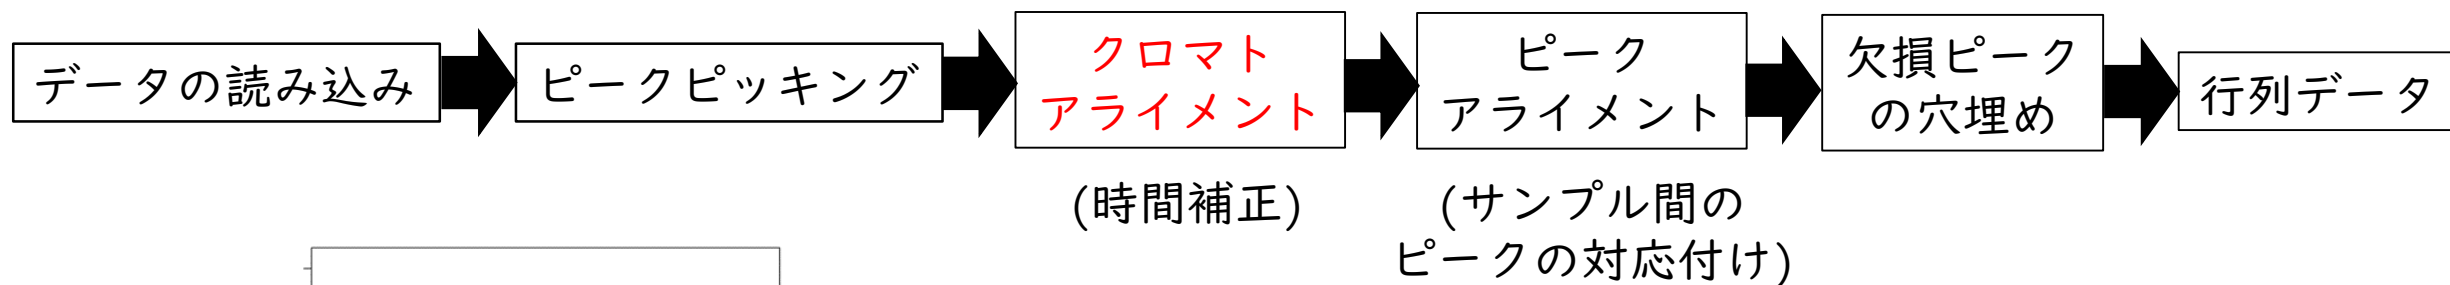 データの読み込み
ピークピッキング
クロマト
アライメント
(時間補正)
ピーク
アライメント
(サンプル間の
ピークの対応付け)
欠損ピーク
の穴埋め
行列データ